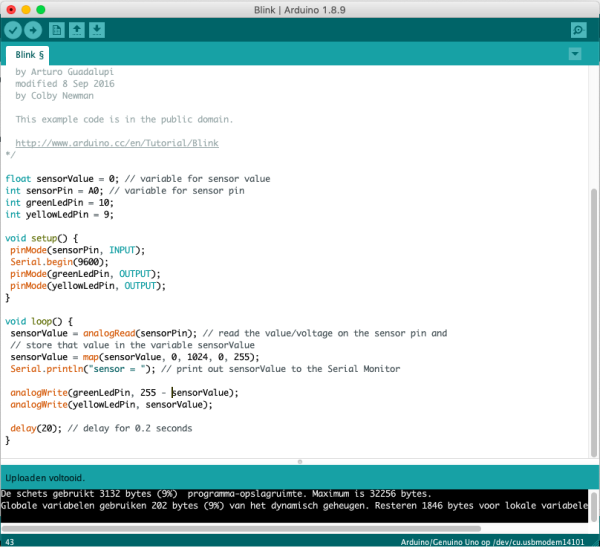 Blink | Arduino 1.8.9
Blink §
by Arturo Guadalupi
modified 8 Sep 2016
by Colby Newman
This example code is in the public domain.
http://www.arduino.cc/en/Tutorial/Blink
*/
float sensorValue = 0; // variable for sensor value
int sensorPin = A0; // variable for sensor pin
int greenLedPin = 10;
int yellowLedPin = 9;
void setup() {
pinMode(sensorPin, INPUT);
Serial.begin(9600);
pinMode(greenLedPin, OUTPUT);
pinMode(yellowLedPin, OUTPUT);
}
void loop() {
sensorValue = analogRead(sensorPin); // read the value/voltage on the sensor pin and
// store that value in the variable sensorValue
sensorValue = map(sensorValue, 0, 1024, 0, 255);
Serial.println("sensor = "); // print out sensorValue to the Serial Monitor
analogWrite(greenLedPin, 255 - sensorValue);
analogWrite(yellowLedPin, sensorValue);
delay(20); // delay for 0.2 seconds
}
Uploaden voltooid.
De schets gebruikt 3132 bytes (9%)  programma-opslagruimte. Maximum is 32256 bytes.
Globale variabelen gebruiken 202 bytes (9%) van het dynamisch geheugen. Resteren 1846 bytes voor lokale variabele
43
Arduino/Genuino Uno op /dev/cu.usbmodem14101